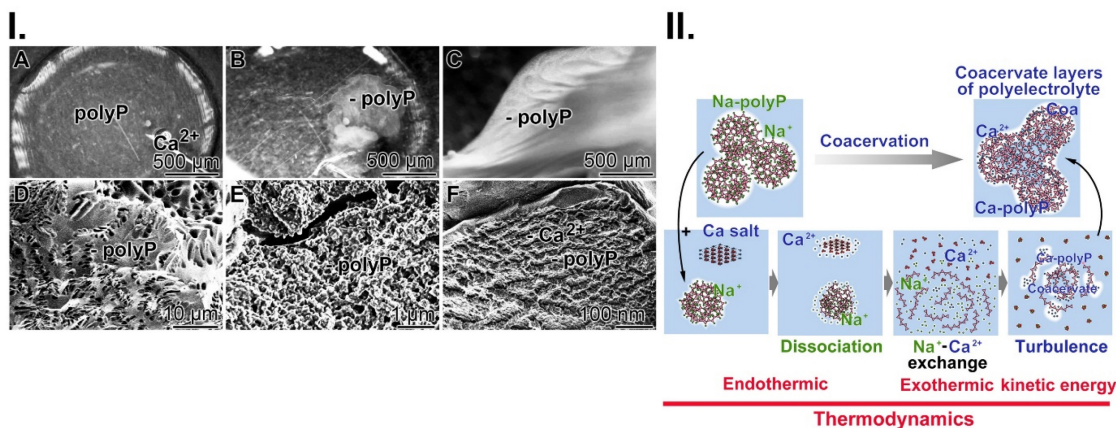 I.
A
polyP
Ca²⁺
500 µm
B
- polyP
500 µm
C
- polyP
500 µm
D
polyP
10 µm
E
polyP
1 µm
F
Ca²⁺
polyP
100 nm
II.
Na-polyP
Na⁺
Coacervation
Coacervate layers
of polyelectrolyte
Coa
Ca²⁺
Ca-polyP
+ Ca salt
Na⁺
Ca²⁺
Na⁺
Dissociation
Ca²⁺
Na⁺
Na⁺-Ca²⁺
exchange
Ca-polyP
Coacervate
Turbulence
Endothermic
Exothermic kinetic energy
Thermodynamics